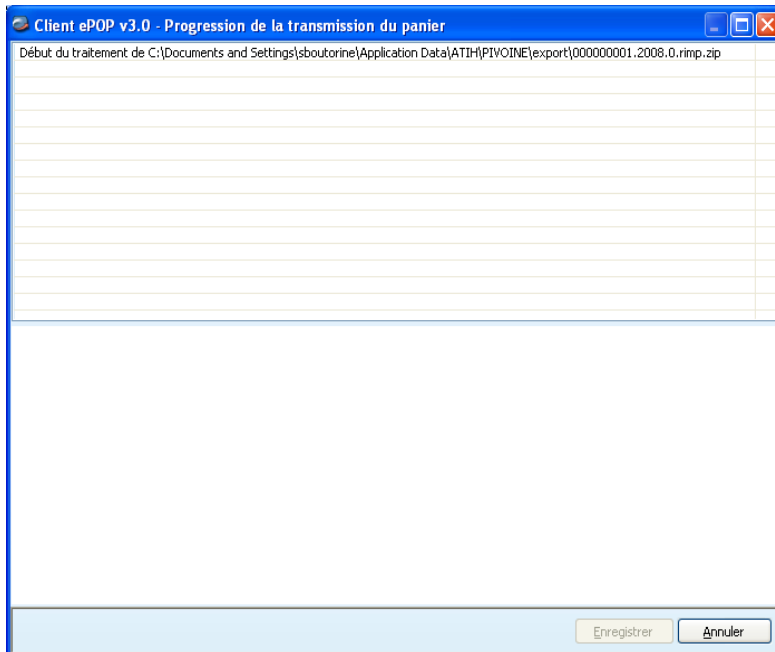 Client ePOP v3.0 - Progression de la transmission du panier
Début du traitement de C:\Documents and Settings\sboutorine\Application Data\ATIH\PIVOINE\export\000000001.2008.0.rimp.zip
Enregistrer Annuler